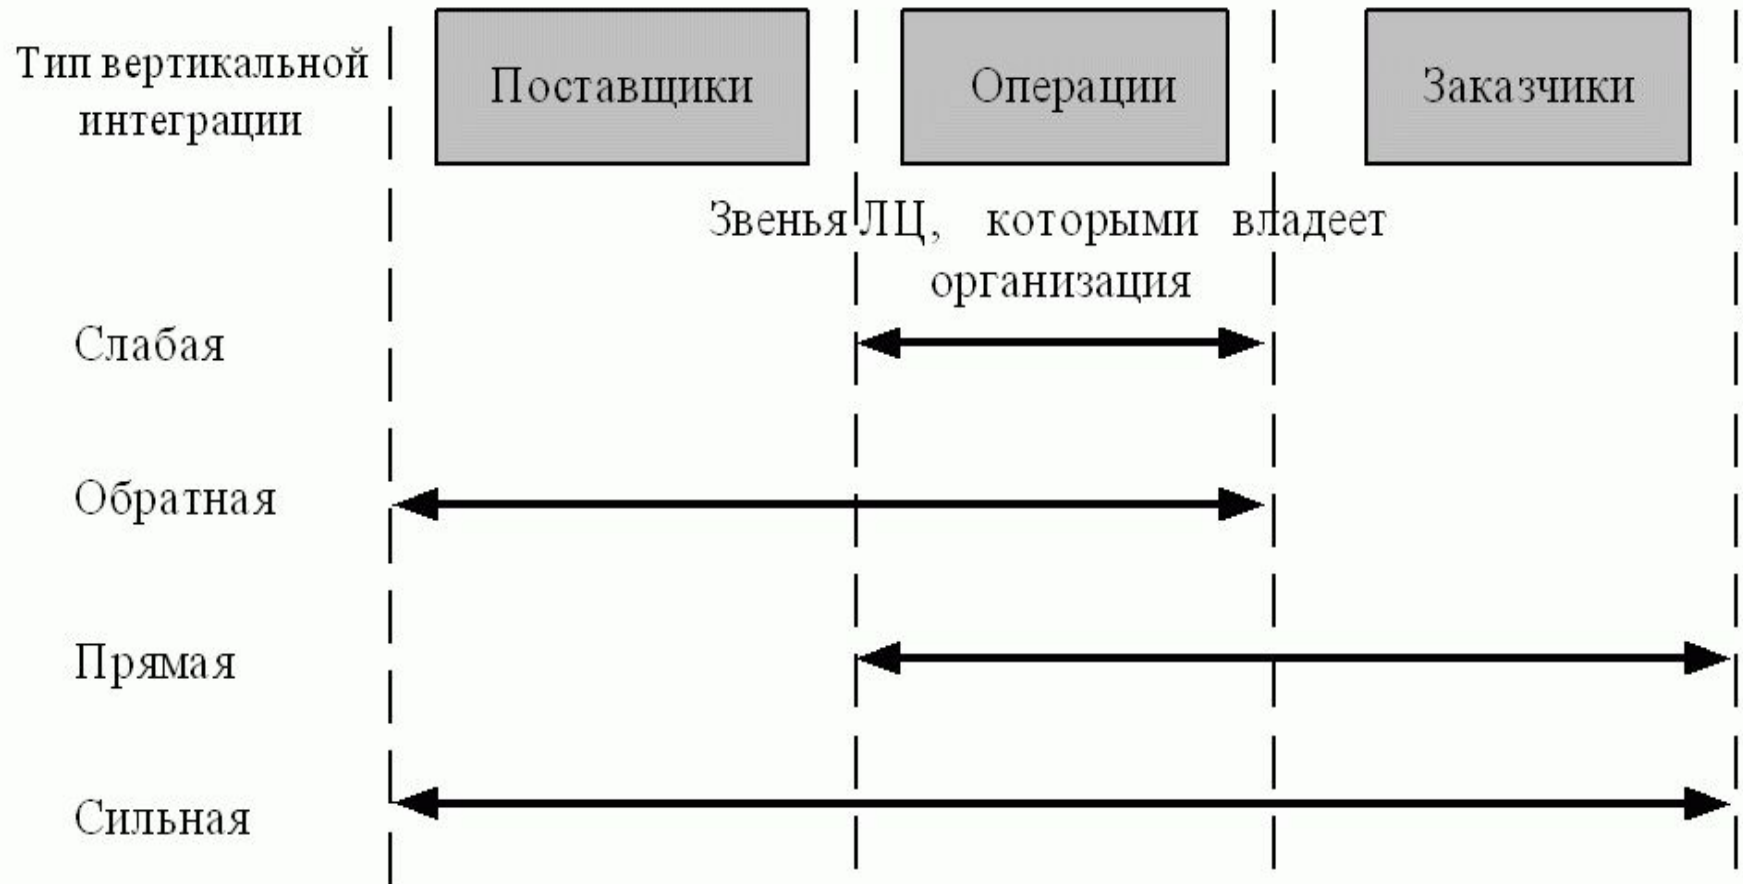 Тип вертикальной
интеграции
Поставщики
Операции
Заказчики
Звенья ЛЦ, которыми владеет
организация
Слабая
Обратная
Прямая
Сильная